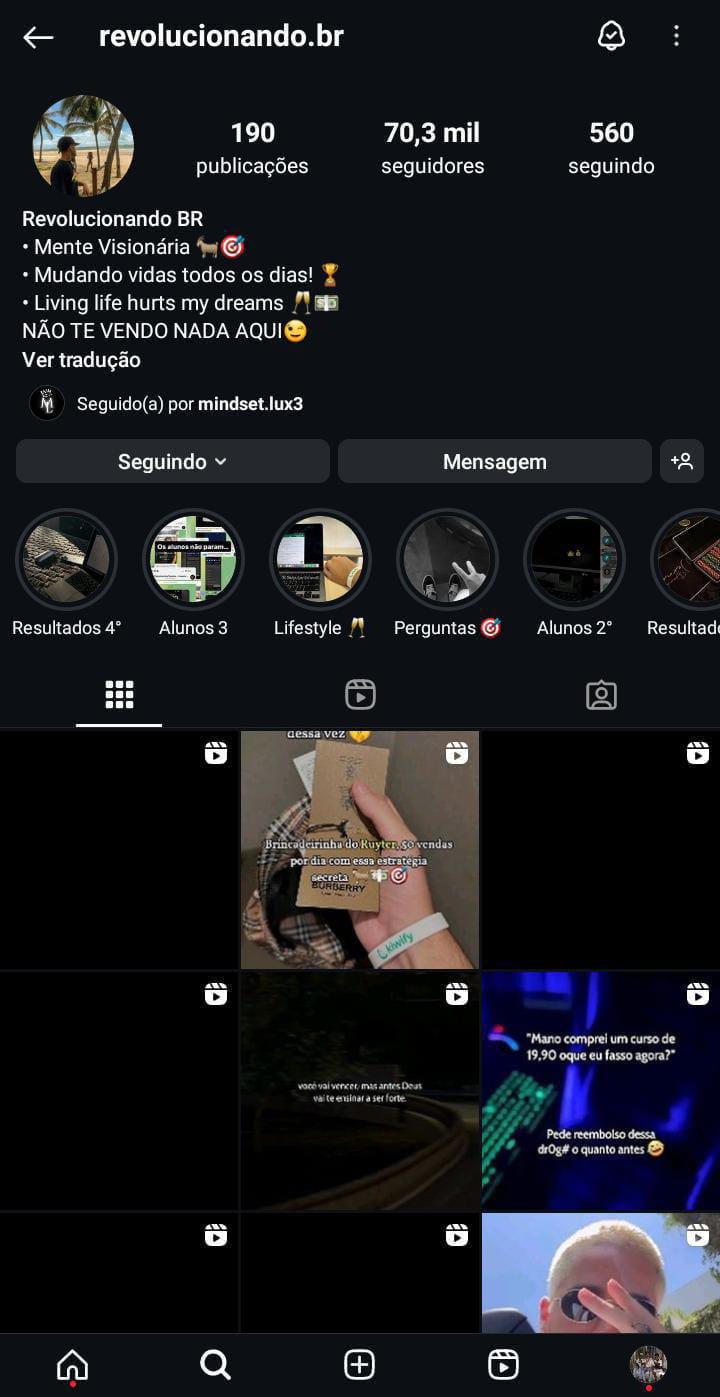 revolucionando.br
190
publicações
70,3 mil
seguidores
560
seguindo
Revolucionando BR
• Mente Visionária 🐐🎯
• Mudando vidas todos os dias! 🏆
• Living life hurts my dreams 🥂💵
NÃO TE VENDO NADA AQUI😉
Ver tradução
Seguido(a) por mindset.lux3
Seguindo
Mensagem
Os alunos não param...
Resultados 4°
Alunos 3
Lifestyle 🥂
Perguntas 🎯
Alunos 2°
Resultado
dessa vez
Brincadeirinha do Ruyter, 50 vendas
por dia com essa estratégia
secreta 🐐💵🎯
BURBERRY
kiwify
você vai vencer, mas antes Deus
vai te ensinar a ser forte.
"Mano comprei um curso de
19,90 oque eu fasso agora?"
Pede reembolso dessa
dr0g# o quanto antes 🤣